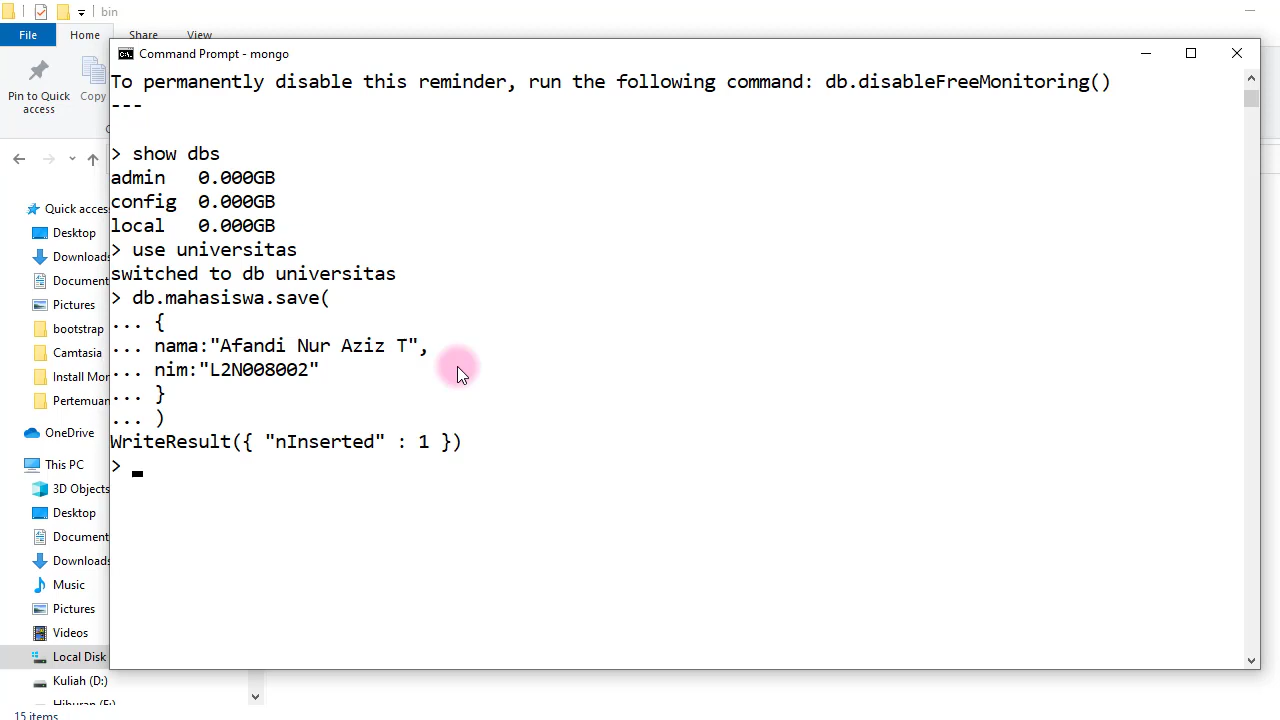 bin
File Home Share View
Command Prompt - mongo
Pin to Quick access
Copy
To permanently disable this reminder, run the following command: db.disableFreeMonitoring()
---
> show dbs
admin 0.000GB
config 0.000GB
local 0.000GB
> use universitas
switched to db universitas
> db.mahasiswa.save(
... {
... nama:"Afandi Nur Aziz T",
... nim:"L2N008002"
... }
... )
WriteResult({ "nInserted" : 1 })
>
Quick acces
Desktop
Downloads
Document
Pictures
bootstrap
Camtasia
Install Mon
Pertemuan
OneDrive
This PC
3D Objects
Desktop
Document
Downloads
Music
Pictures
Videos
Local Disk
Kuliah (D:)
15 items